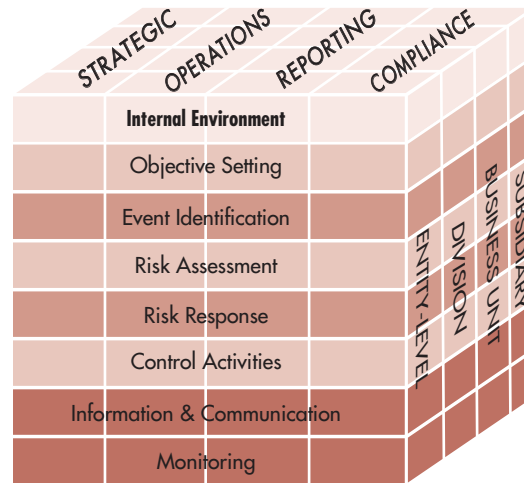 STRATEGIC
OPERATIONS
REPORTING
COMPLIANCE
Internal Environment
Objective Setting
Event Identification
Risk Assessment
Risk Response
Control Activities
Information & Communication
Monitoring
ENTITY-LEVEL
DIVISION
BUSINESS UNIT
SUBSIDIARY